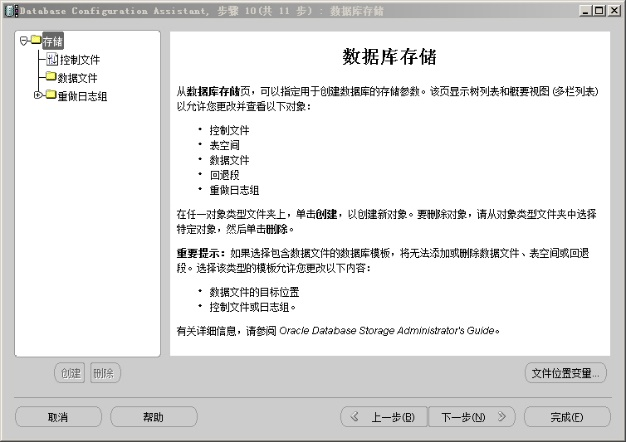 Database Configuration Assistant, 步骤 10(共 11 步) : 数据库存储
存储
控制文件
数据文件
重做日志组
数据库存储
从数据库存储页，可以指定用于创建数据库的存储参数。该页显示树列表和概要视图 (多栏列表)
以允许您更改并查看以下对象:
• 控制文件
• 表空间
• 数据文件
• 回退段
• 重做日志组
在任一对象类型文件夹上，单击创建，以创建新对象。要删除对象，请从对象类型文件夹中选择
特定对象，然后单击删除。
重要提示: 如果选择包含数据文件的数据库模板，将无法添加或删除数据文件、表空间或回退
段。选择该类型的模板允许您更改以下内容:
• 数据文件的目标位置
• 控制文件或日志组。
有关详细信息，请参阅 Oracle Database Storage Administrator's Guide。
创建 删除 文件位置变量...
取消 帮助 上一步(B) 下一步(N) 完成(F)